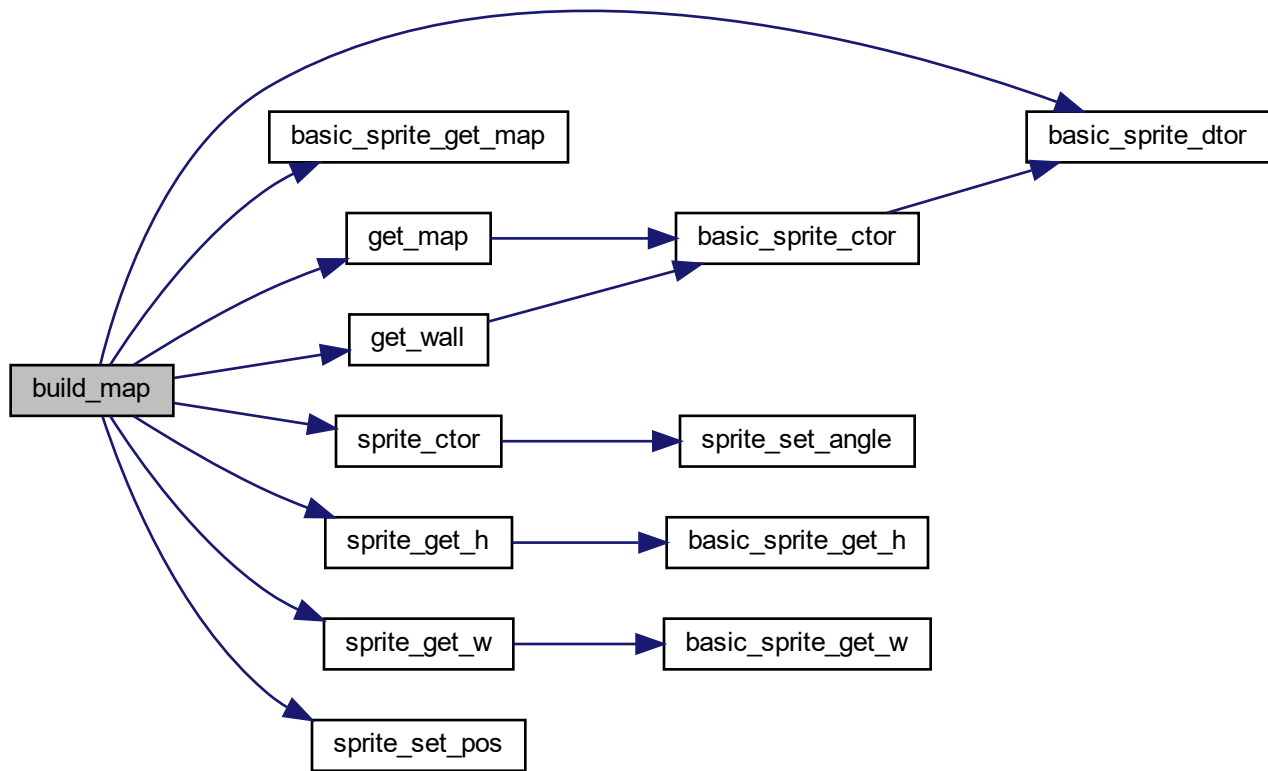 basic_sprite_get_map
basic_sprite_dtor
get_map
basic_sprite_ctor
get_wall
build_map
sprite_ctor
sprite_set_angle
sprite_get_h
basic_sprite_get_h
sprite_get_w
basic_sprite_get_w
sprite_set_pos